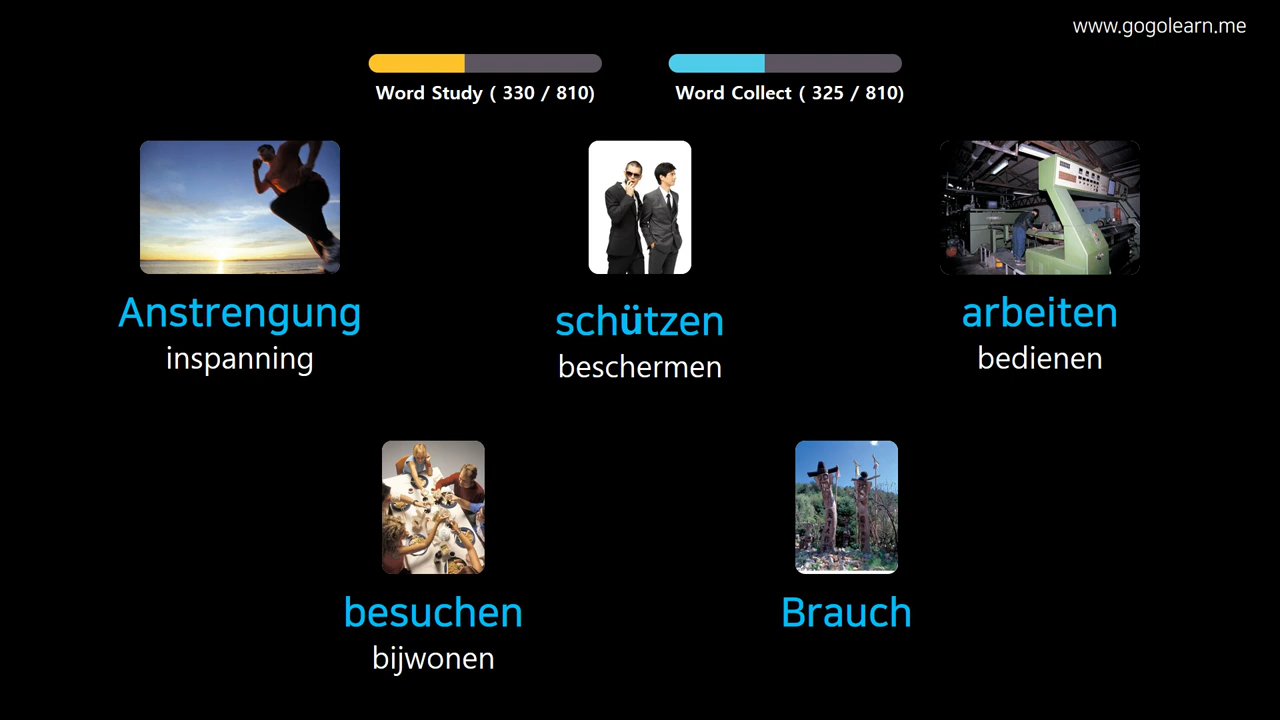 www.gogolearn.me
Word Study ( 330 / 810)
Word Collect ( 325 / 810)
Anstrengung
inspanning
schützen
beschermen
arbeiten
bedienen
besuchen
bijwonen
Brauch